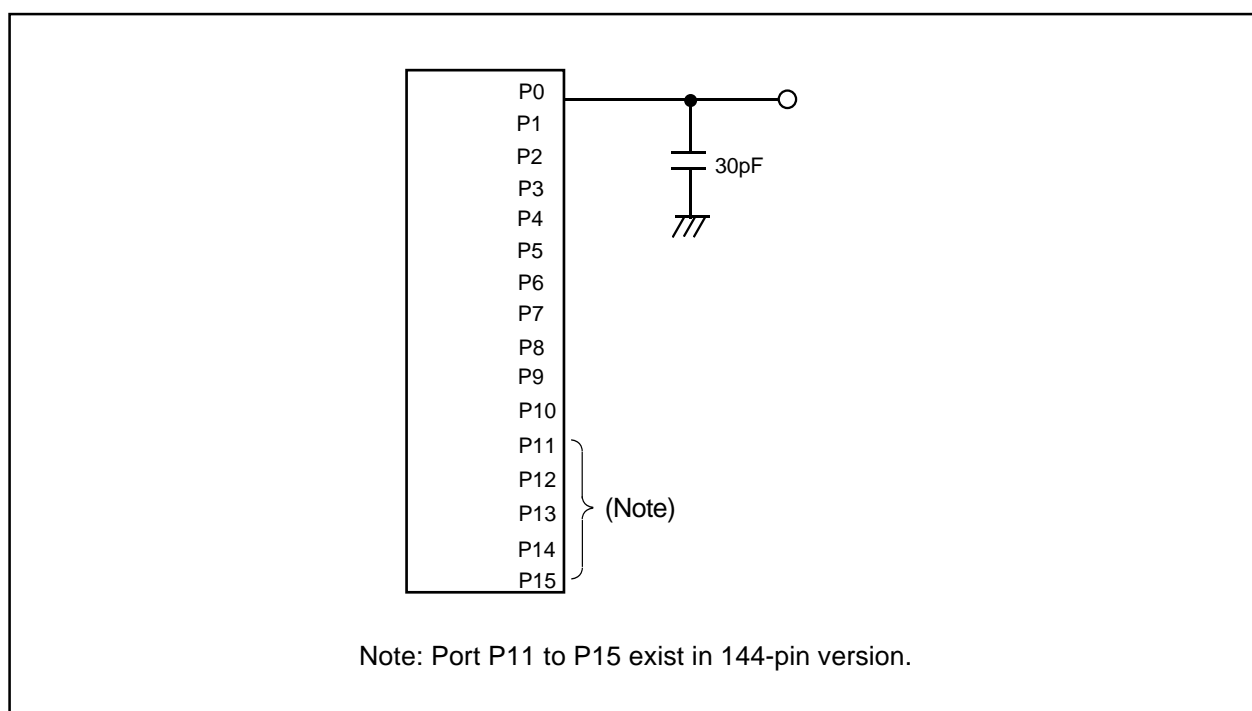 P0
P1
P2
30pF
P3
P4
P5
P6
P7
P8
P9
P10
P11
P12
P13
(Note)
P14
P15
Note: Port P11 to P15 exist in 144-pin version.